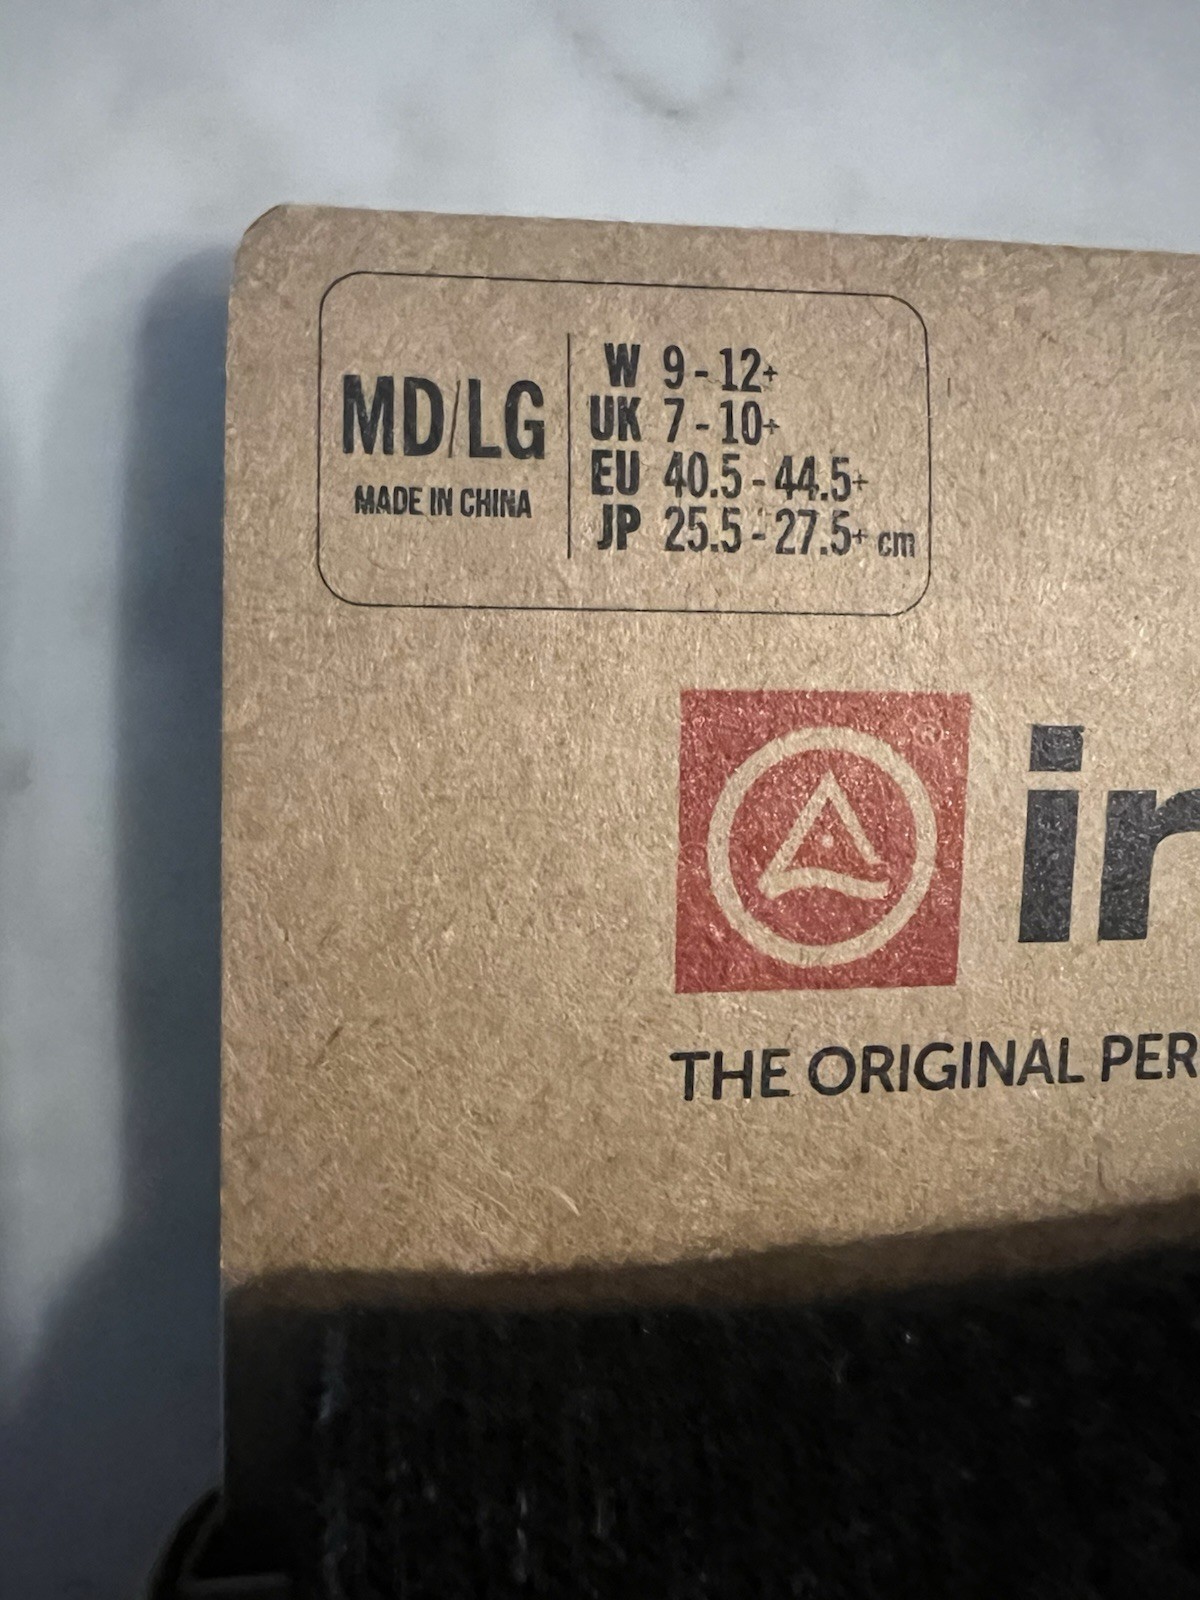 MD/LG
MADE IN CHINA
W 9 - 12+
UK 7 - 10+
EU 40.5 - 44.5+
JP 25.5 - 27.5+ cm
®
THE ORIGINAL